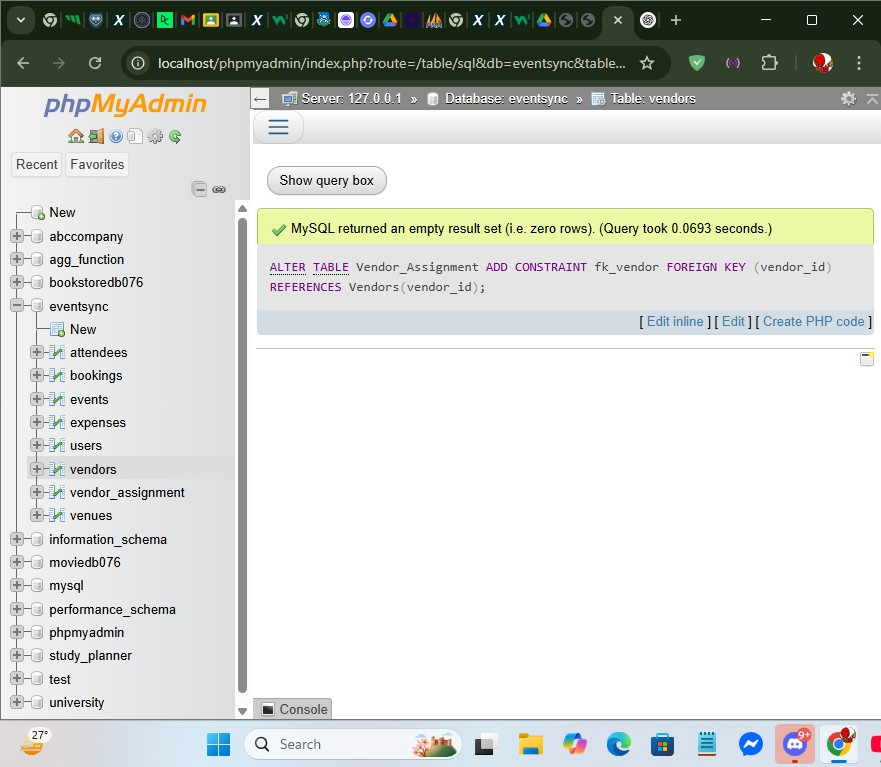 localhost/phpmyadmin/index.php?route=/table/sql&db=eventsync&table...
phpMyAdmin
Recent
Favorites
New
abccompany
agg_function
bookstoredb076
eventsync
New
attendees
bookings
events
expenses
users
vendors
vendor_assignment
venues
information_schema
moviedb076
mysql
performance_schema
phpmyadmin
study_planner
test
university
Server: 127.0.0.1 » Database: eventsync » Table: vendors
Show query box
MySQL returned an empty result set (i.e. zero rows). (Query took 0.0693 seconds.)
ALTER TABLE Vendor_Assignment ADD CONSTRAINT fk_vendor FOREIGN KEY (vendor_id)
REFERENCES Vendors(vendor_id);
[ Edit inline ] [ Edit ] [ Create PHP code ]
Console
27°
Search
9+